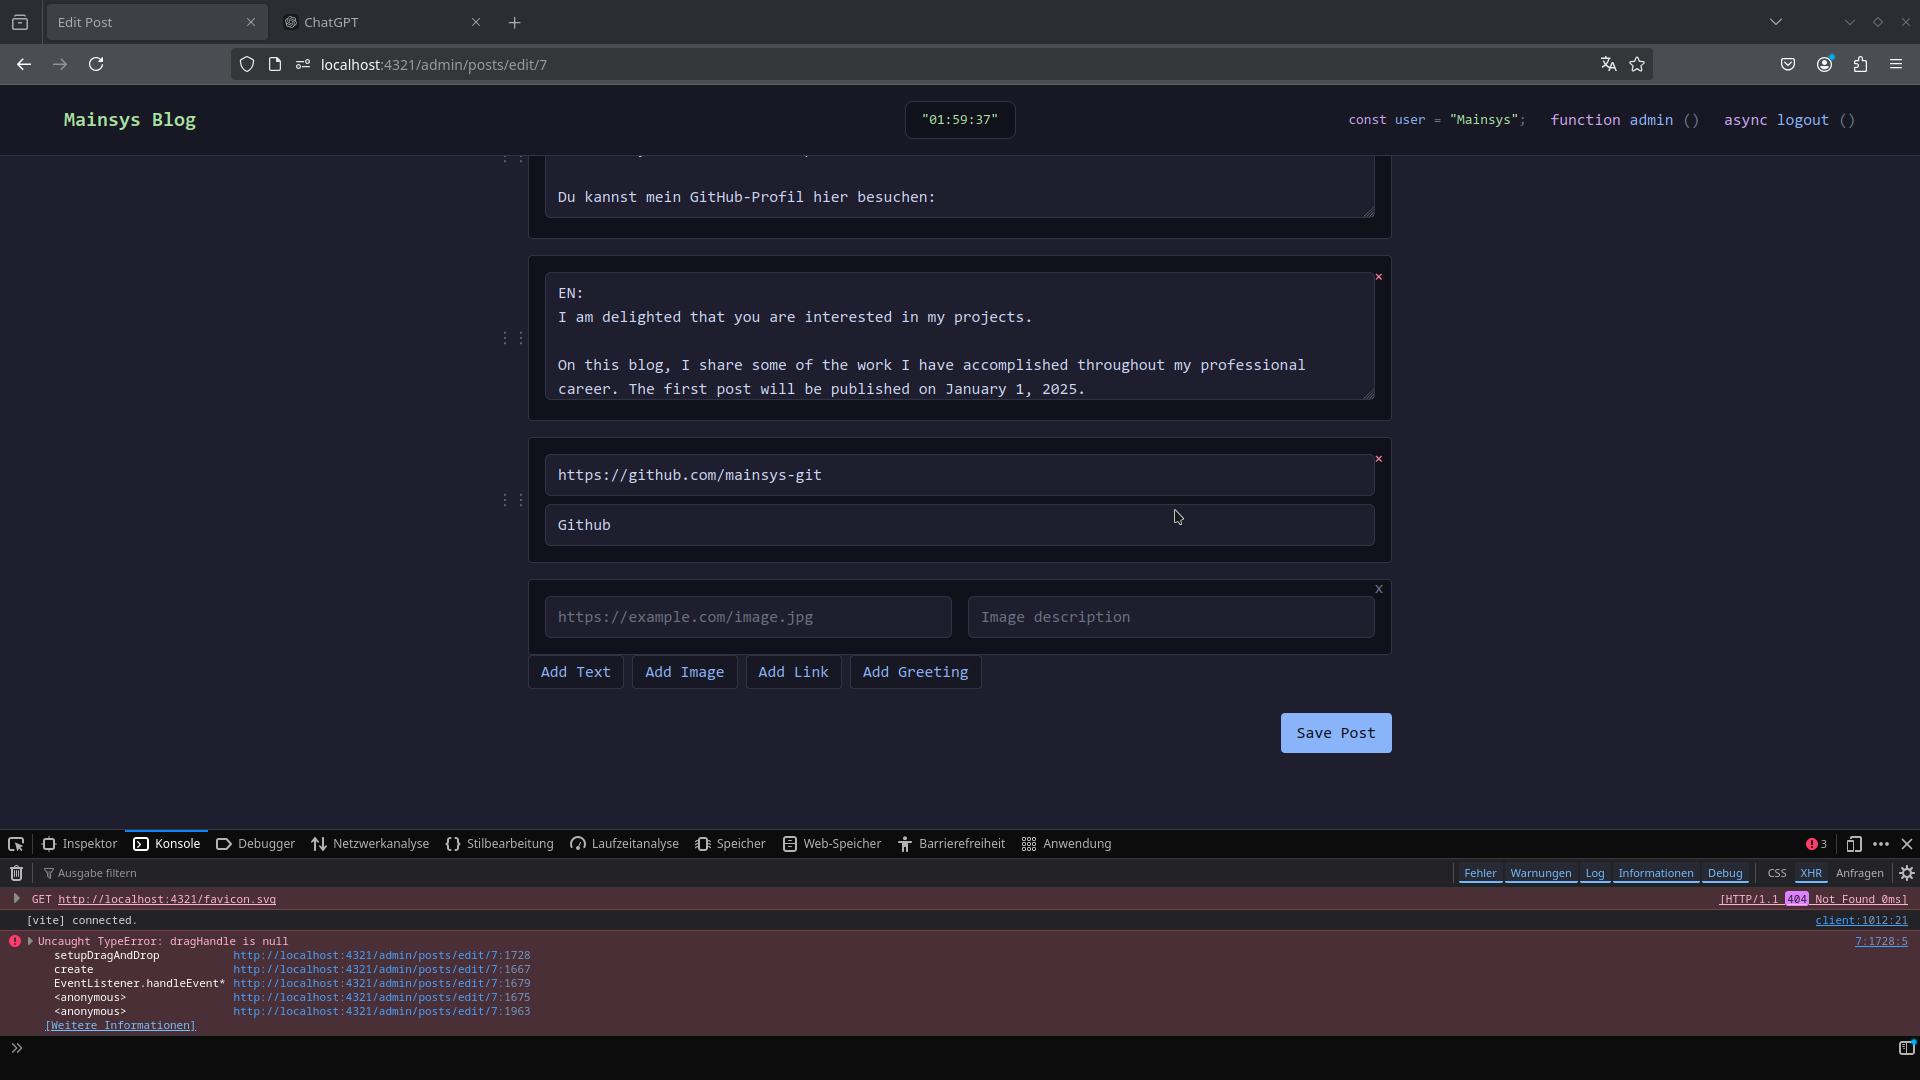 Edit Post
ChatGPT
localhost:4321/admin/posts/edit/7
Mainsys Blog
"01:59:37"
const user = "Mainsys";
function admin ()
async logout ()
Du kannst mein GitHub-Profil hier besuchen:
×
EN:
I am delighted that you are interested in my projects.
On this blog, I share some of the work I have accomplished throughout my professional
career. The first post will be published on January 1, 2025.
×
https://github.com/mainsys-git
Github
X
https://example.com/image.jpg
Image description
Add Text
Add Image
Add Link
Add Greeting
Save Post
Inspektor
Konsole
Debugger
Netzwerkanalyse
Stilbearbeitung
Laufzeitanalyse
Speicher
Web-Speicher
Barrierefreiheit
Anwendung
3
Ausgabe filtern
Fehler
Warnungen
Log
Informationen
Debug
CSS
XHR
Anfragen
GET http://localhost:4321/favicon.svg
[HTTP/1.1 404 Not Found 0ms]
[vite] connected.
client:1012:21
Uncaught TypeError: dragHandle is null
7:1728:5
setupDragAndDrop http://localhost:4321/admin/posts/edit/7:1728
create http://localhost:4321/admin/posts/edit/7:1667
EventListener.handleEvent* http://localhost:4321/admin/posts/edit/7:1679
<anonymous> http://localhost:4321/admin/posts/edit/7:1675
<anonymous> http://localhost:4321/admin/posts/edit/7:1963
[Weitere Informationen]